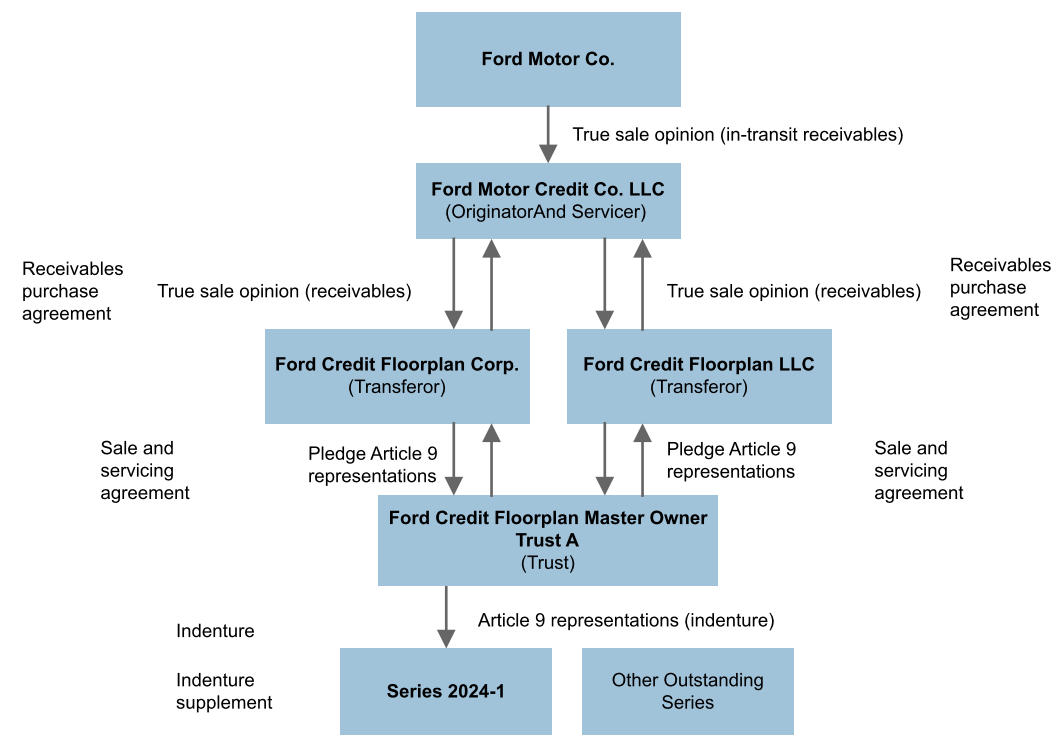 Ford Motor Co.
True sale opinion (in-transit receivables)
Ford Motor Credit Co. LLC
(OriginatorAnd Servicer)
Receivables
purchase
agreement
True sale opinion (receivables)
True sale opinion (receivables)
Receivables
purchase
agreement
Ford Credit Floorplan Corp.
(Transferor)
Ford Credit Floorplan LLC
(Transferor)
Sale and
servicing
agreement
Pledge Article 9
representations
Pledge Article 9
representations
Sale and
servicing
agreement
Ford Credit Floorplan Master Owner
Trust A
(Trust)
Article 9 representations (indenture)
Indenture
Indenture
supplement
Series 2024-1
Other Outstanding
Series